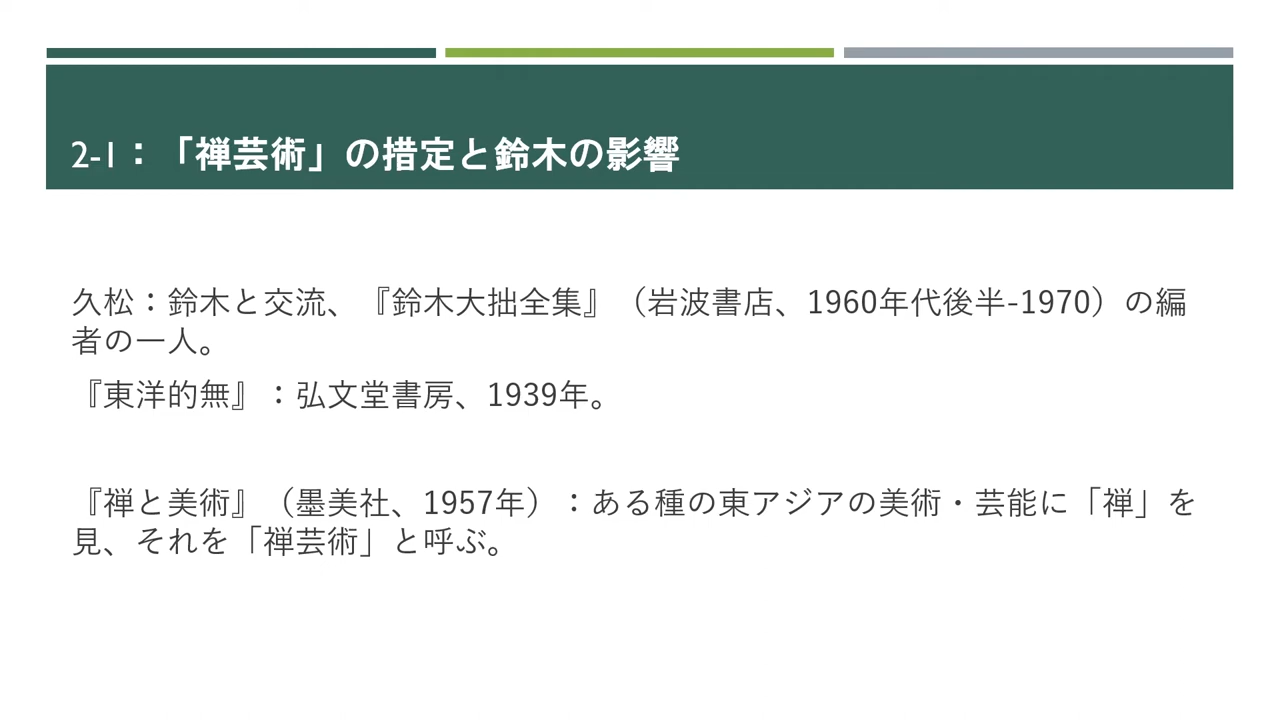 2-1：「禅芸術」の措定と鈴木の影響
久松：鈴木と交流、『鈴木大拙全集』（岩波書店、1960年代後半-1970）の編
者の一人。
『東洋的無』：弘文堂書房、1939年。
『禅と美術』（墨美社、1957年）：ある種の東アジアの美術・芸能に「禅」を
見、それを「禅芸術」と呼ぶ。